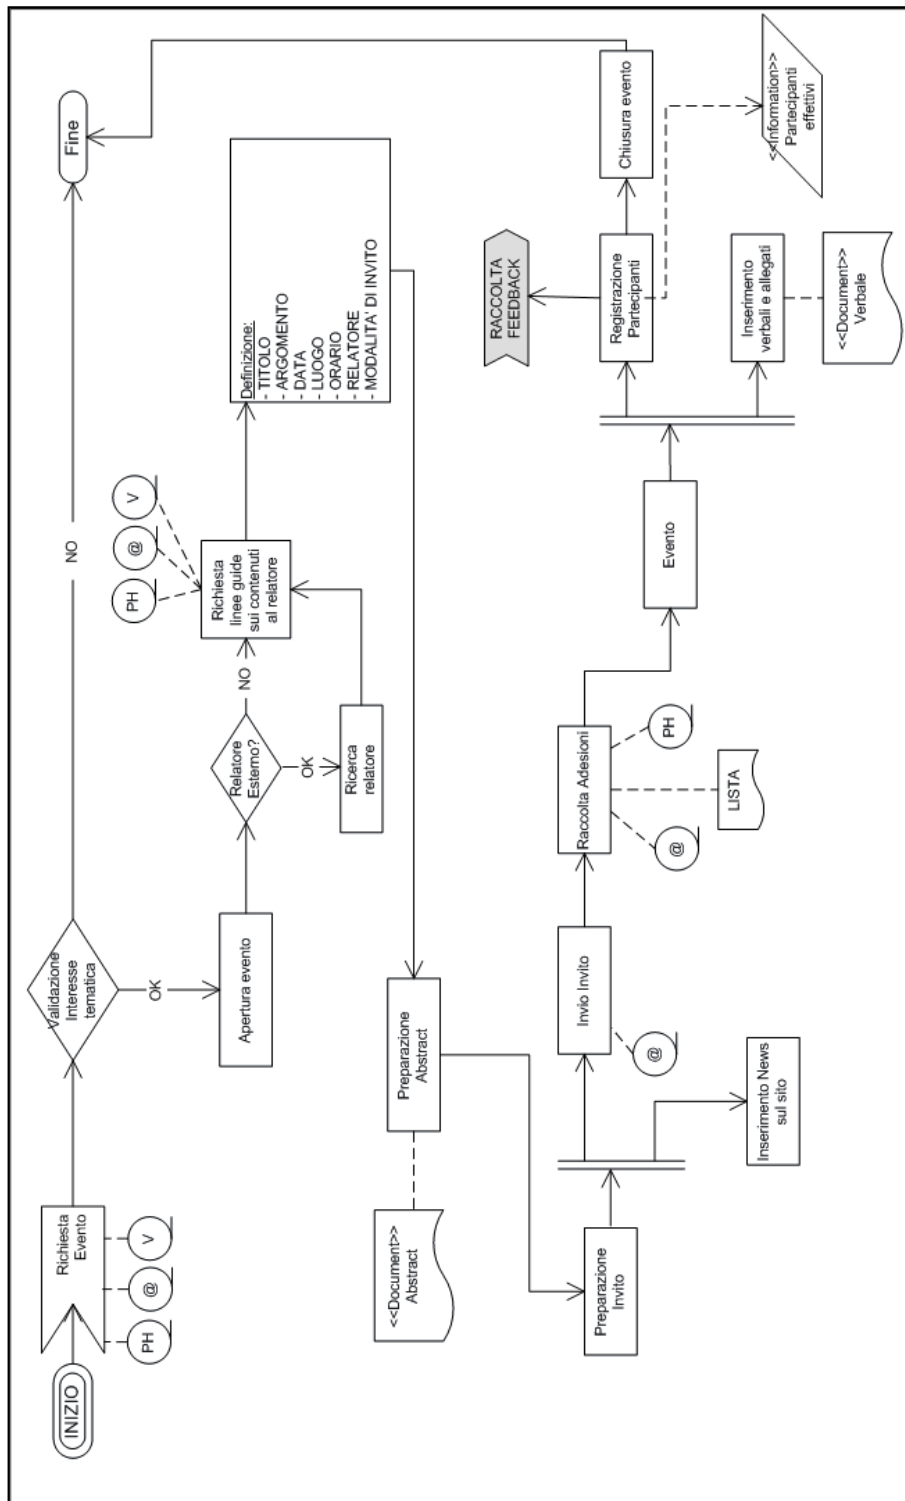 INIZIO
Richiesta
Evento
PH
@
V
Validazione
Interesse
tematica
NO
Fine
OK
Apertura evento
Relatore
Esterno?
NO
OK
Ricerca
relatore
Richiesta
linee guide
sui contenuti
al relatore
PH
@
V
Definizione:
- TITOLO
- ARGOMENTO
- DATA
- LUOGO
- ORARIO
- RELATORE
- MODALITA' DI INVITO
Preparazione
Abstract
<<Document>>
Abstract
Preparazione
Invito
Inserimento News
sul sito
Invio Invito
@
Raccolta Adesioni
@
LISTA
PH
Evento
Registrazione
Partecipanti
RACCOLTA
FEEDBACK
Inserimento
verbali e allegati
<<Document>>
Verbale
Chiusura evento
<<Information>>
Partecipanti
effettivi